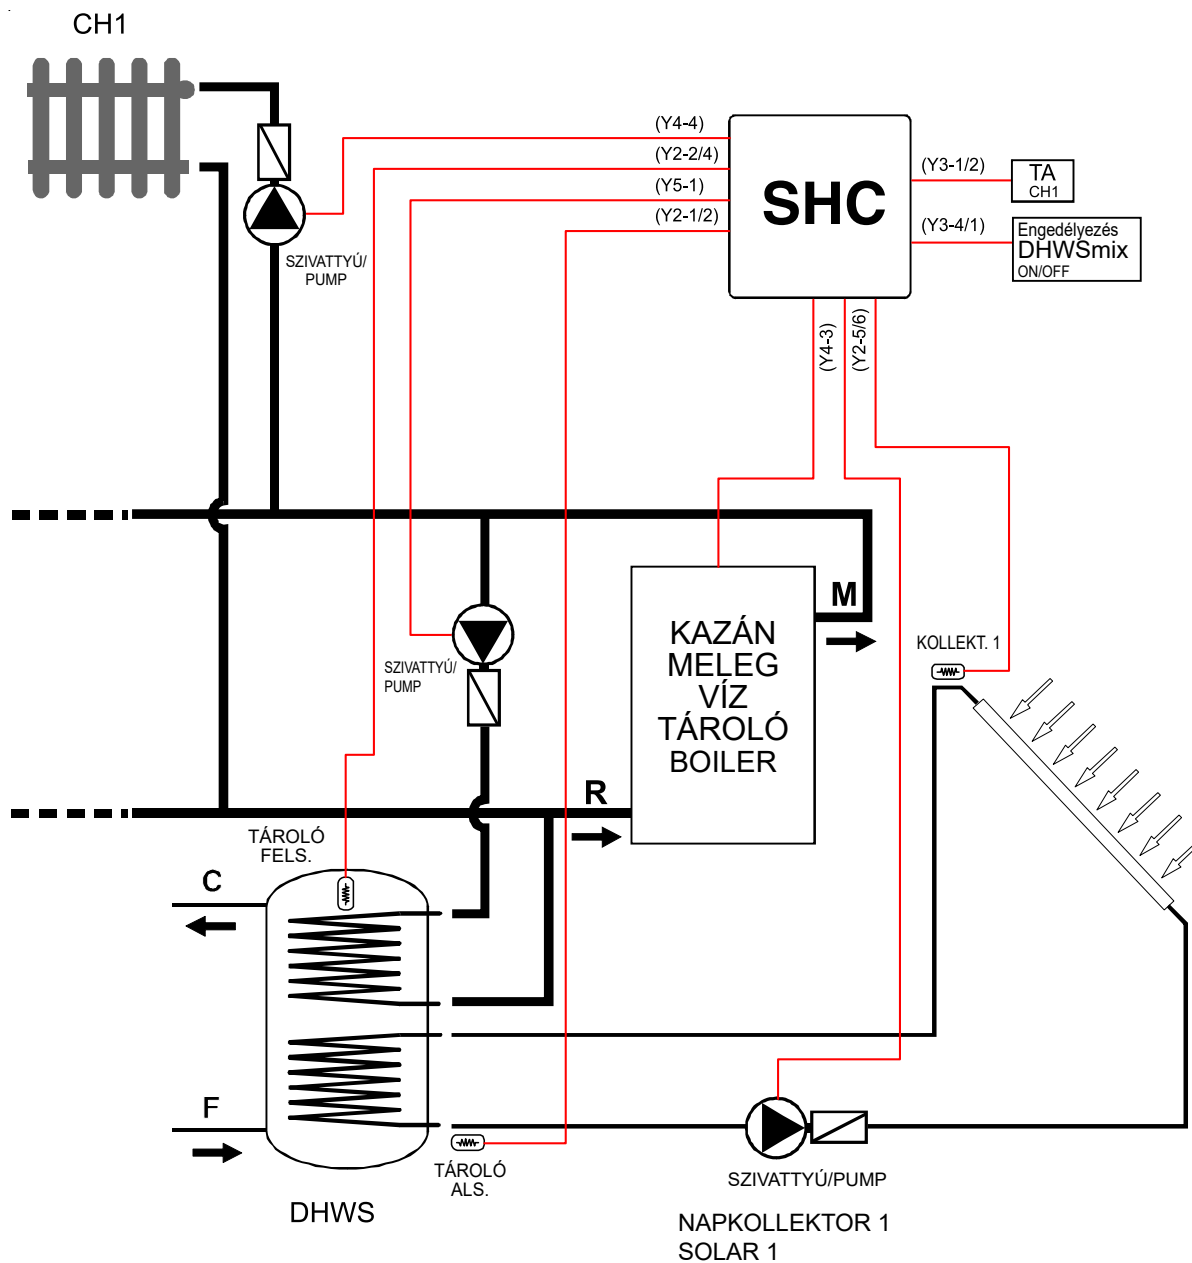 CH1
(Y4-4)
(Y2-2/4)
(Y5-1)
(Y2-1/2)
SHC
(Y3-1/2)
(Y3-4/1)
TA
CH1
Engedélyezés
DHWSmix
ON/OFF
SZIVATTYÚ/
PUMP
(Y4-3)
(Y2-5/6)
M
KAZÁN
MELEG
VÍZ
TÁROLÓ
BOILER
KOLLEKT. 1
SZIVATTYÚ/
PUMP
R
TÁROLÓ
FELS.
C
F
TÁROLÓ
ALS.
DHWS
SZIVATTYÚ/PUMP
NAPKOLLEKTOR 1
SOLAR 1